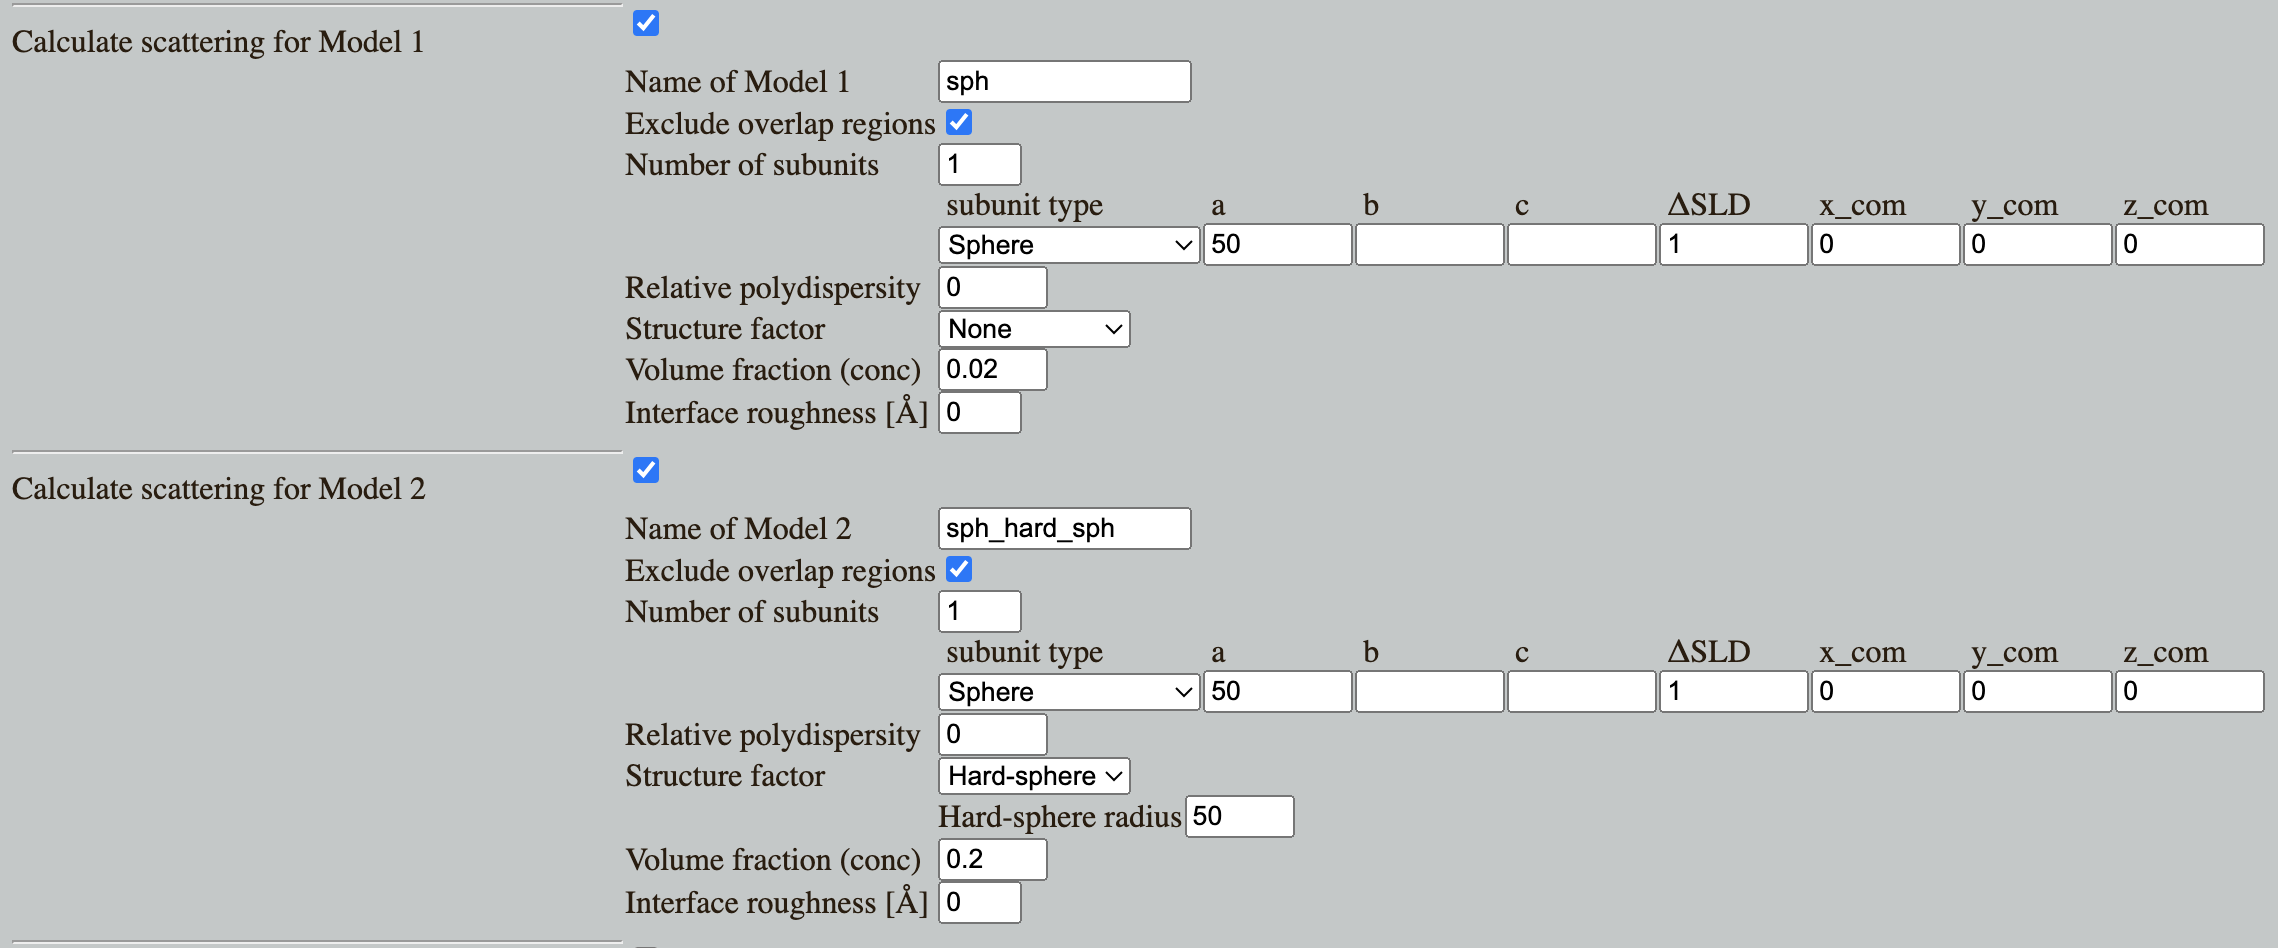 Calculate scattering for Model 1
Name of Model 1 sph
Exclude overlap regions
Number of subunits 1
subunit type a b c ΔSLD x_com y_com z_com
Sphere 50 1 0 0 0
Relative polydispersity 0
Structure factor None
Volume fraction (conc) 0.02
Interface roughness [Å] 0
Calculate scattering for Model 2
Name of Model 2 sph_hard_sph
Exclude overlap regions
Number of subunits 1
subunit type a b c ΔSLD x_com y_com z_com
Sphere 50 1 0 0 0
Relative polydispersity 0
Structure factor Hard-sphere
Hard-sphere radius 50
Volume fraction (conc) 0.2
Interface roughness [Å] 0